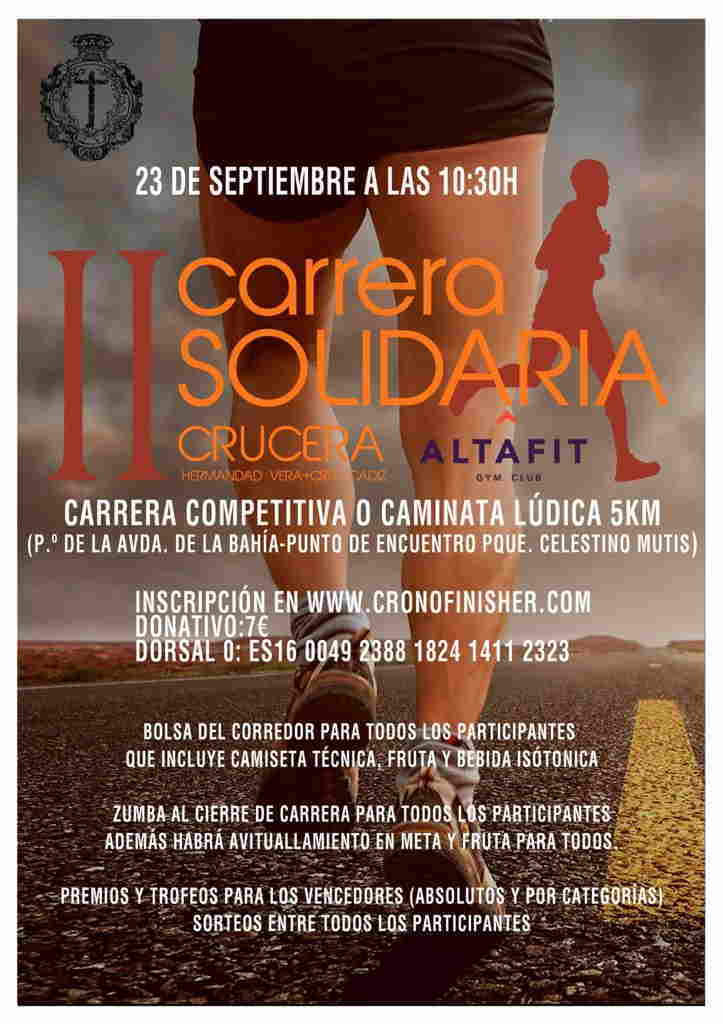 23 DE SEPTIEMBRE A LAS 10:30H
II carrera
SOLIDARIA
CRUCERA
HERMANDAD VERA+CRUZ CÁDIZ
ALTAFIT
GYM CLUB
CARRERA COMPETITIVA O CAMINATA LÚDICA 5KM
(P.º DE LA AVDA. DE LA BAHÍA-PUNTO DE ENCUENTRO PQUE. CELESTINO MUTIS)
INSCRIPCIÓN EN WWW.CRONOFINISHER.COM
DONATIVO:7€
DORSAL 0: ES16 0049 2388 1824 1411 2323
BOLSA DEL CORREDOR PARA TODOS LOS PARTICIPANTES
QUE INCLUYE CAMISETA TÉCNICA, FRUTA Y BEBIDA ISÓTONICA
ZUMBA AL CIERRE DE CARRERA PARA TODOS LOS PARTICIPANTES
ADEMÁS HABRÁ AVITUALLAMIENTO EN META Y FRUTA PARA TODOS.
PREMIOS Y TROFEOS PARA LOS VENCEDORES (ABSOLUTOS Y POR CATEGORÍAS)
SORTEOS ENTRE TODOS LOS PARTICIPANTES